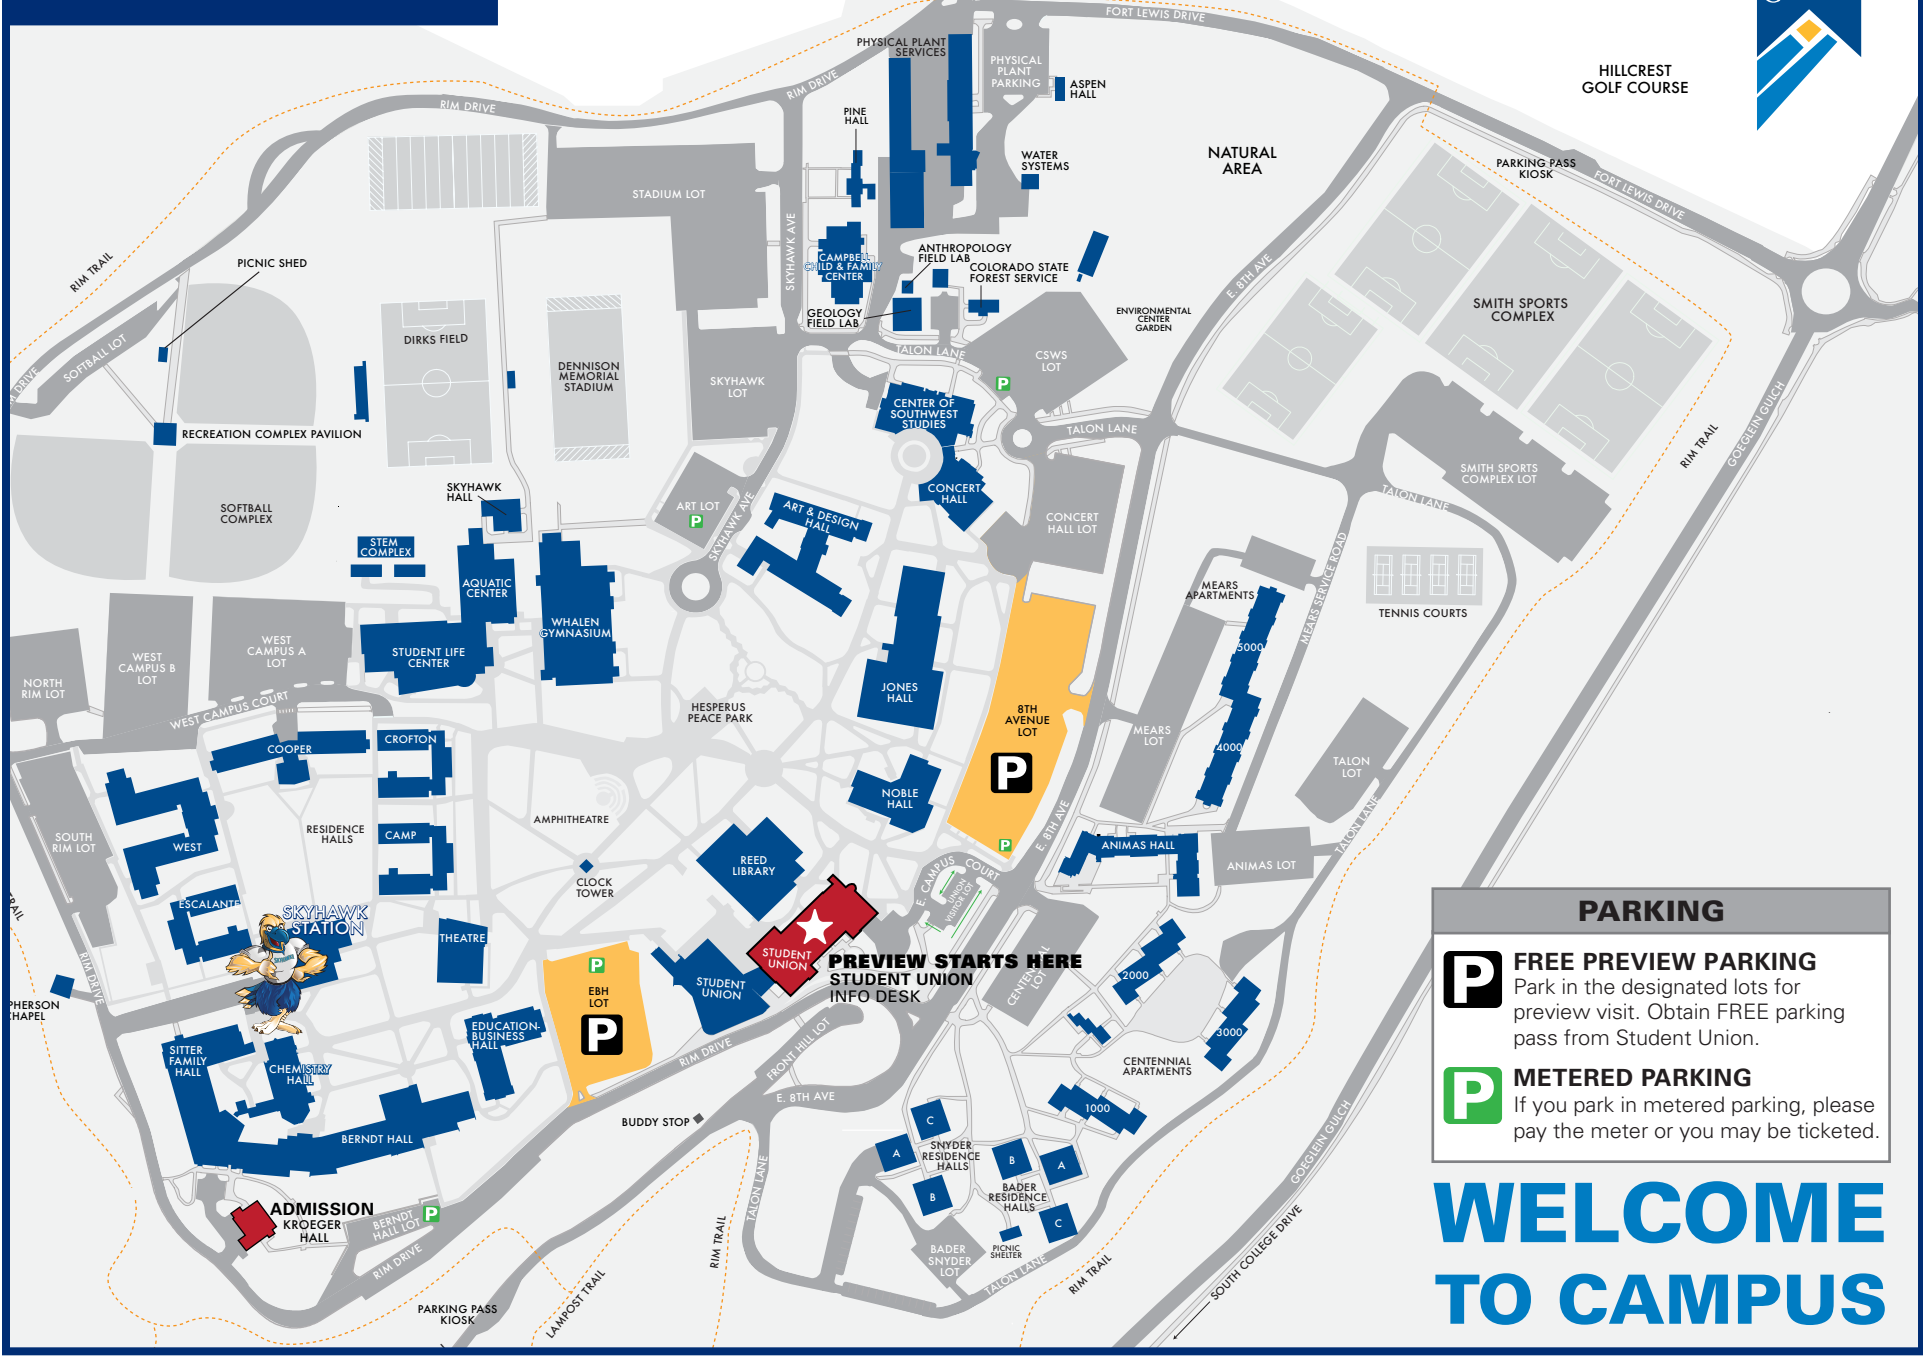 FORT LEWIS DRIVE
HILLCREST
GOLF COURSE
PHYSICAL PLANT
SERVICES
PHYSICAL
PLANT
PARKING
ASPEN
HALL
RIM DRIVE
RIM DRIVE
PINE
HALL
WATER
SYSTEMS
NATURAL
AREA
PARKING PASS
KIOSK
FORT LEWIS DRIVE
STADIUM LOT
SKYHAWK AVE
RIM TRAIL
PICNIC SHED
CAMPBELL
CHILD & FAMILY
CENTER
ANTHROPOLOGY
FIELD LAB
COLORADO STATE
FOREST SERVICE
GEOLOGY
FIELD LAB
E. 8TH AVE
ENVIRONMENTAL
CENTER
GARDEN
SMITH SPORTS
COMPLEX
SOFTBALL LOT
DRIVE
DIRKS FIELD
DENNISON
MEMORIAL
STADIUM
SKYHAWK
LOT
TALON LANE
CSWS
LOT
P
CENTER OF
SOUTHWEST
STUDIES
TALON LANE
GOEGLEIN GULCH
RIM TRAIL
RECREATION COMPLEX PAVILION
SMITH SPORTS
COMPLEX LOT
TALON LANE
SKYHAWK
HALL
SOFTBALL
COMPLEX
ART LOT
P
SKYHAWK AVE
ART & DESIGN
HALL
CONCERT
HALL
CONCERT
HALL LOT
STEM
COMPLEX
AQUATIC
CENTER
WHALEN
GYMNASIUM
MEARS
APARTMENTS
MEARS SERVICE ROAD
TENNIS COURTS
5000
4000
NORTH
RIM LOT
WEST
CAMPUS B
LOT
WEST
CAMPUS A
LOT
STUDENT LIFE
CENTER
WEST CAMPUS COURT
HESPERUS
PEACE PARK
JONES
HALL
8TH
AVENUE
LOT
P
P
MEARS
LOT
TALON
LOT
TALON LANE
COOPER
CROFTON
SOUTH
RIM LOT
WEST
RESIDENCE
HALLS
CAMP
AMPHITHEATRE
CLOCK
TOWER
NOBLE
HALL
REED
LIBRARY
E. 8TH AVE
ANIMAS HALL
ANIMAS LOT
E. CAMPUS COURT
UNION
VISITOR LOT
ESCALANTE
SKYHAWK
STATION
THEATRE
RIM DRIVE
P
EBH
LOT
P
STUDENT
UNION
STUDENT
UNION
PREVIEW STARTS HERE
STUDENT UNION
INFO DESK
CENTENNIAL
LOT
2000
3000
CENTENNIAL
APARTMENTS
1000
SITTER
FAMILY
HALL
CHEMISTRY
HALL
EDUCATION-
BUSINESS
HALL
RIM DRIVE
FRONT HILL LOT
E. 8TH AVE
BUDDY STOP
BERNDT HALL
C
A
B
SNYDER
RESIDENCE
HALLS
B
A
C
BADER
RESIDENCE
HALLS
PICNIC
SHELTER
BADER
SNYDER
LOT
TALON LANE
TALON LANE
RIM TRAIL
RIM TRAIL
GOEGLEIN GULCH
SOUTH COLLEGE DRIVE
ADMISSION
KROEGER
HALL
BERNDT
HALL LOT
P
RIM DRIVE
PARKING PASS
KIOSK
LAMPOST TRAIL
PARKING
P
FREE PREVIEW PARKING
Park in the designated lots for
preview visit. Obtain FREE parking
pass from Student Union.
P
METERED PARKING
If you park in metered parking, please
pay the meter or you may be ticketed.
WELCOME
TO CAMPUS